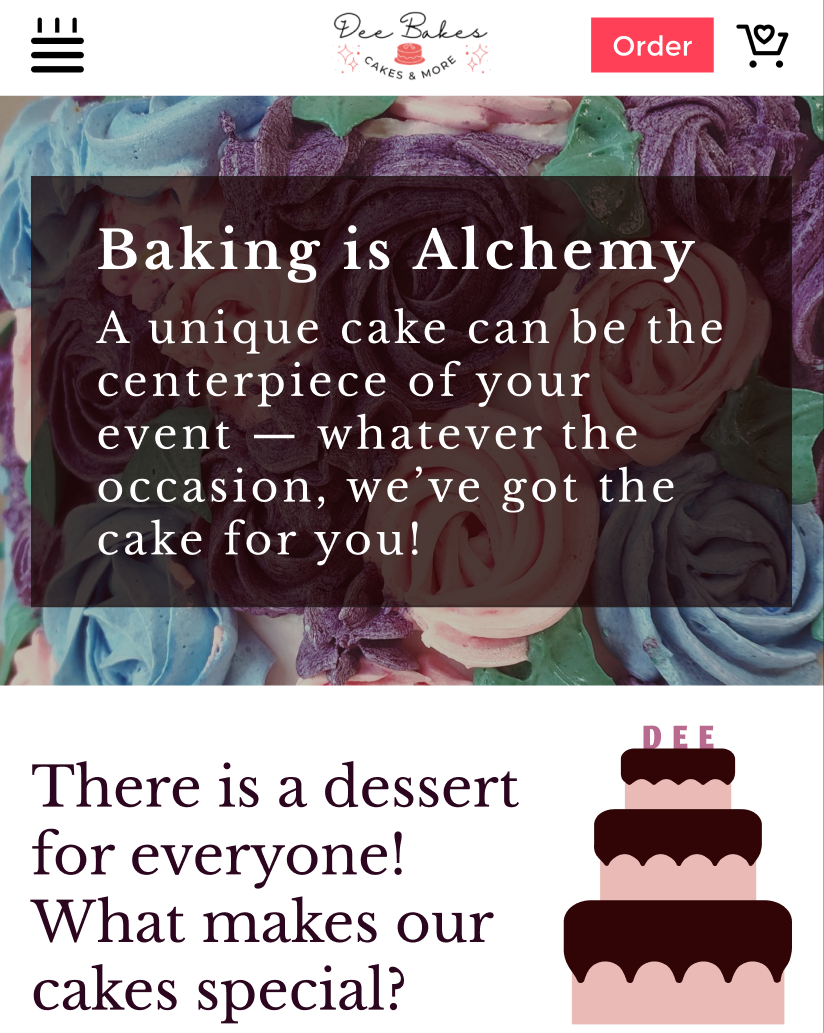 Dee Bakes
CAKES & MORE
Order
Baking is Alchemy
A unique cake can be the
centerpiece of your
event — whatever the
occasion, we’ve got the
cake for you!
DEE
There is a dessert
for everyone!
What makes our
cakes special?